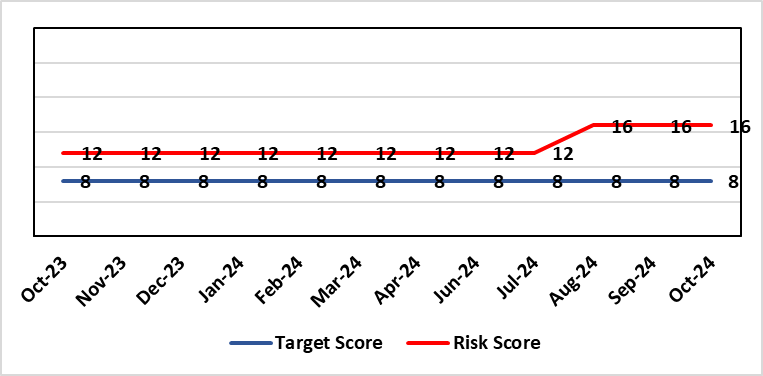 16 16 16
12 12 12 12 12 12 12 12 12
8 8 8 8 8 8 8 8 8 8 8 8
Oct-23 Nov-23 Dec-23 Jan-24 Feb-24 Mar-24 Apr-24 Jun-24 Jul-24 Aug-24 Sep-24 Oct-24
Target Score Risk Score